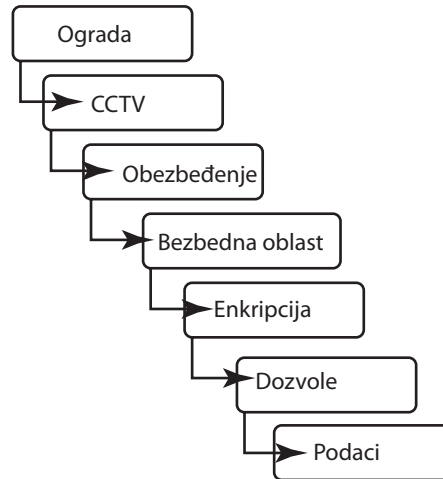 Ograda
CCTV
Obezbeđenje
Bezbedna oblast
Enkripcija
Dozvole
Podaci